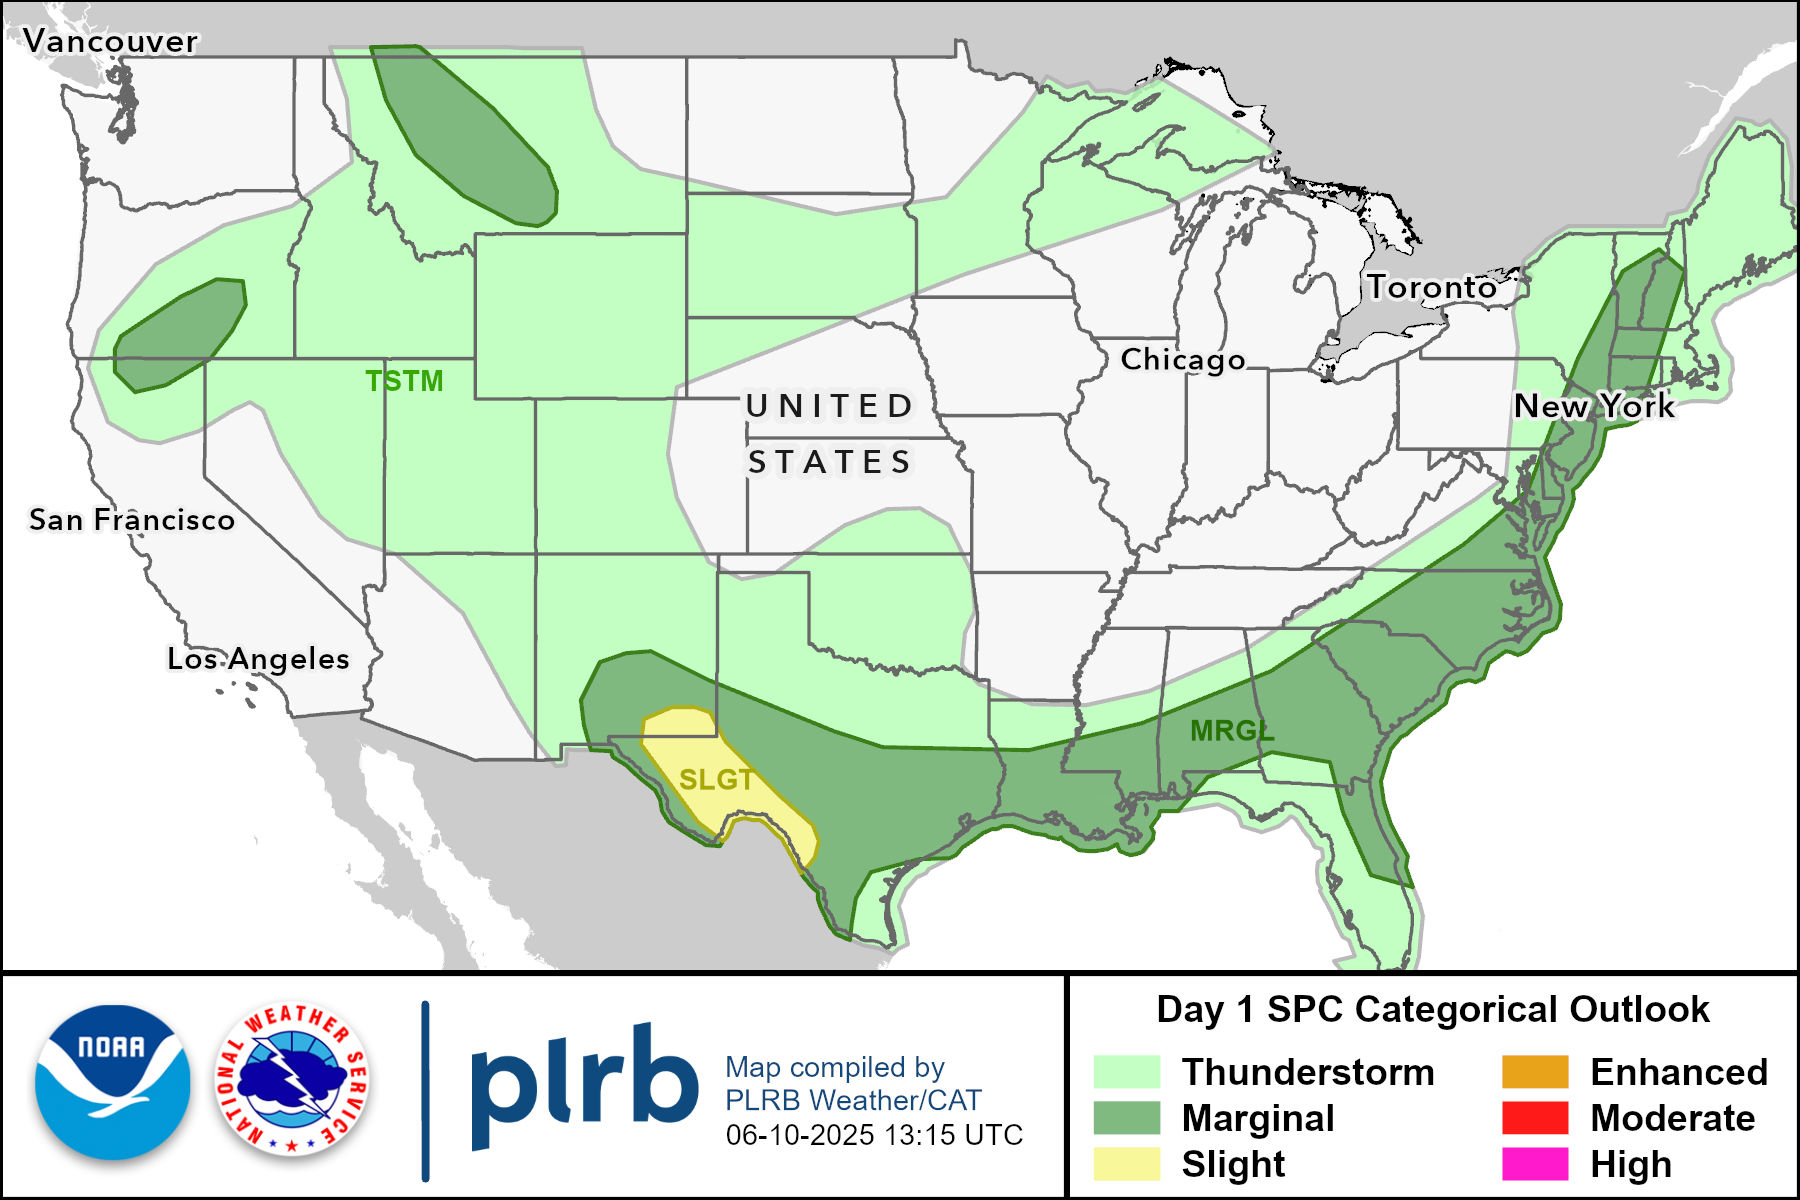 Vancouver
Toronto
Chicago
TSTM
UNITED
STATES
New York
San Francisco
Los Angeles
MRGL
SLGT
NOAA
NATIONAL WEATHER SERVICE
plrb
Map compiled by
PLRB Weather/CAT
06-10-2025 13:15 UTC
Day 1 SPC Categorical Outlook
Thunderstorm
Marginal
Slight
Enhanced
Moderate
High